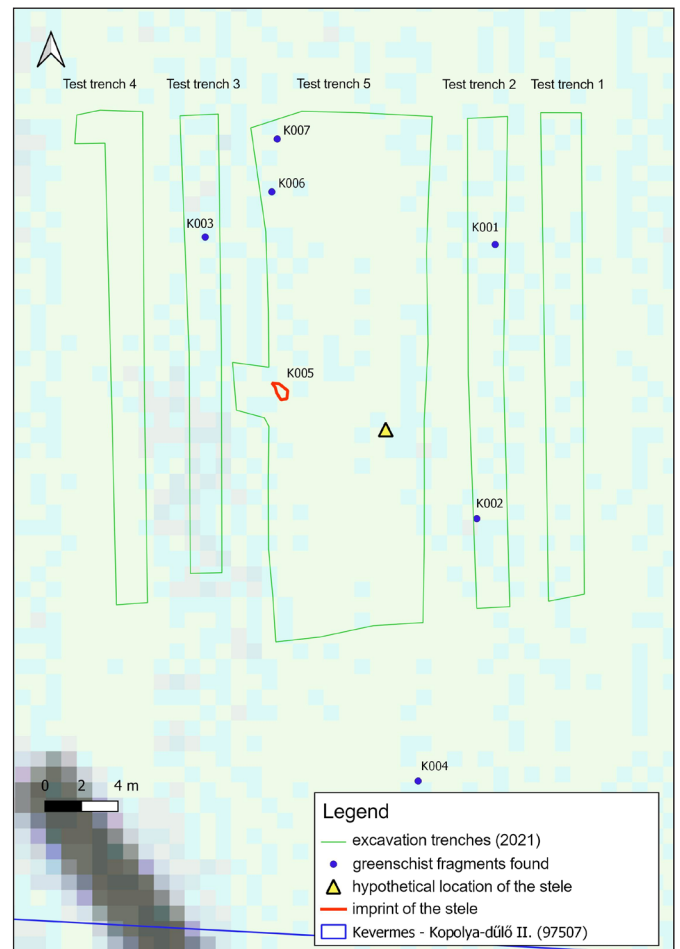 Test trench 4 Test trench 3 Test trench 5 Test trench 2 Test trench 1
K007
K006
K003
K001
K005
K002
K004
0 2 4 m
Legend
excavation trenches (2021)
greenschist fragments found
hypothetical location of the stele
imprint of the stele
Kevermes - Kopolya-dűlő II. (97507)